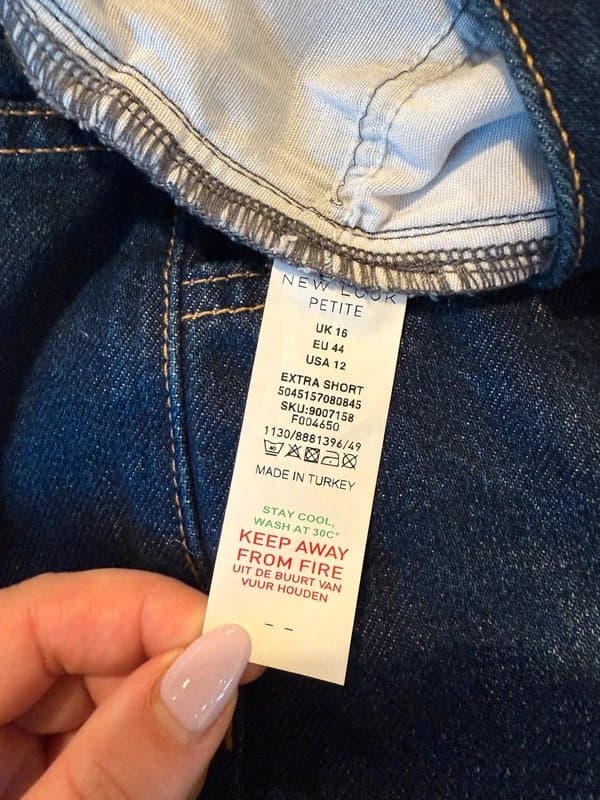 NEW LOOK
PETITE
UK 16
EU 44
USA 12
EXTRA SHORT
5045157080845
SKU:9007158
F004650
1130/8881396/49
40
MADE IN TURKEY
STAY COOL,
WASH AT 30C*
KEEP AWAY
FROM FIRE
UIT DE BUURT VAN
VUUR HOUDEN